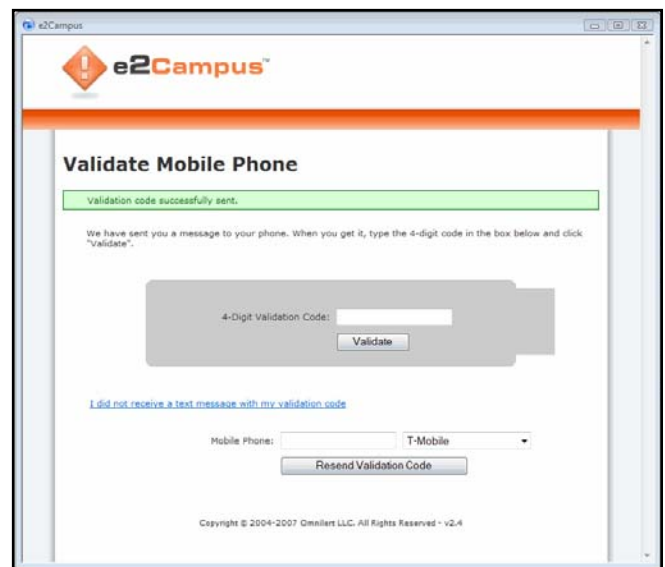 e2Campus
e2Campus™
Validate Mobile Phone
Validation code successfully sent.
We have sent you a message to your phone. When you get it, type the 4-digit code in the box below and click
"Validate".
4-Digit Validation Code:
Validate
I did not receive a text message with my validation code
Mobile Phone: T-Mobile
Resend Validation Code
Copyright © 2004-2007 Omnilert LLC. All Rights Reserved - v2.4